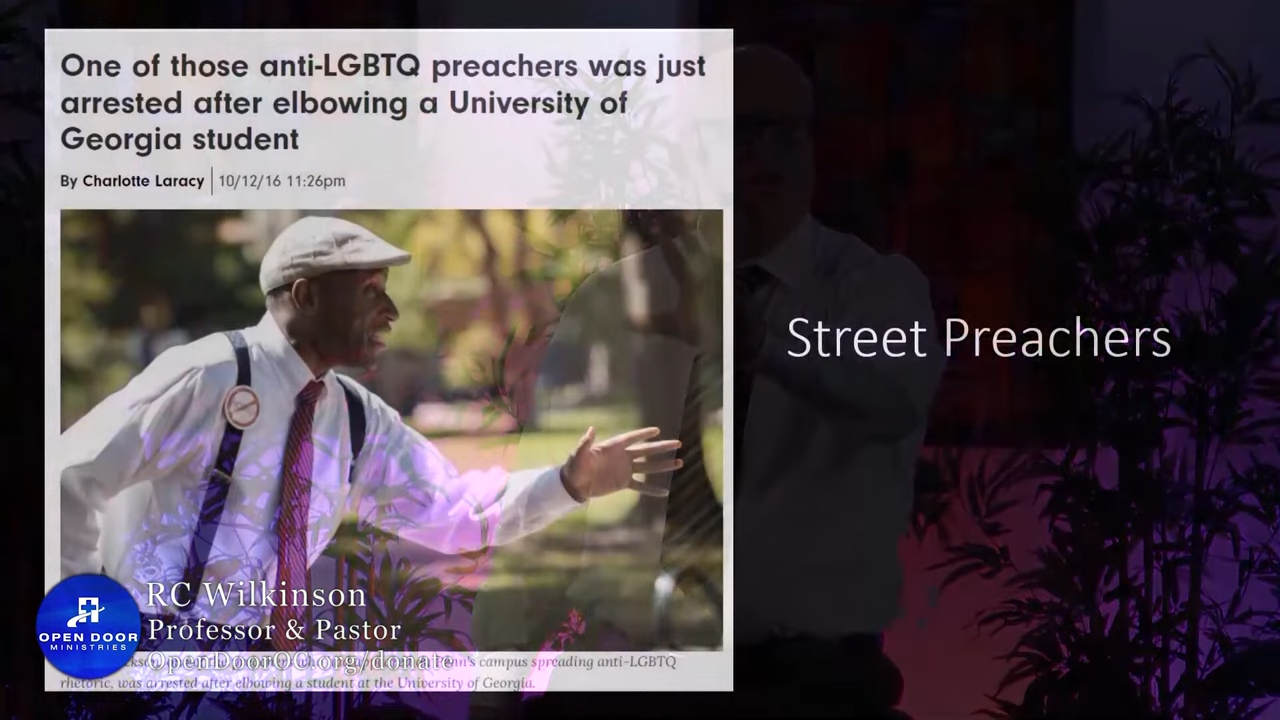 One of those anti-LGBTQ preachers was just
arrested after elbowing a University of
Georgia student
By Charlotte Laracy | 10/12/16 11:26pm
Street Preachers
RC Wilkinson
Professor & Pastor
OpenDoorOC.org/donate
OPEN DOOR
MINISTRIES
campus spreading anti-LGBTQ
rhetoric, was arrested after elbowing a student at the University of Georgia.